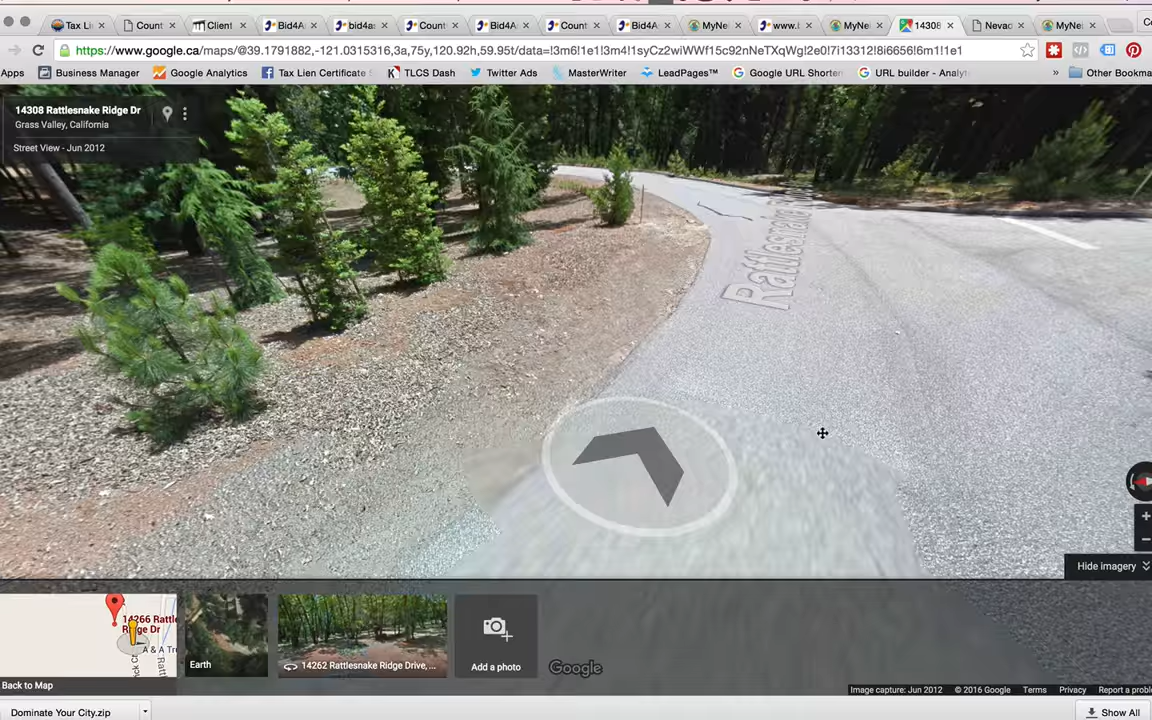 Tax Li
Count
Client
Bid4A
bid4as
Count
Bid4A
Count
Bid4A
MyNe
www.b
MyNe
14308
Nevad
MyNe
https://www.google.ca/maps/@39.1791882,-121.0315316,3a,75y,120.92h,59.95t/data=!3m6!1e1!3m4!1syCz2wiWWf15c92nNeTXqWg!2e0!7i13312!8i6656!6m1!1e1
Apps
Business Manager
Google Analytics
Tax Lien Certificate
TLCS Dash
Twitter Ads
MasterWriter
LeadPages™
Google URL Shorten
URL builder - Analyt
»
Other Bookma
14308 Rattlesnake Ridge Dr
Grass Valley, California
Street View - Jun 2012
Rattlesnake
Hide imagery
14266 Rattle
Ridge Dr
A & A Tr
Back to Map
Earth
14262 Rattlesnake Ridge Drive,...
Add a photo
Google
Image capture: Jun 2012 © 2016 Google Terms Privacy Report a probl
Dominate Your City.zip
Show All